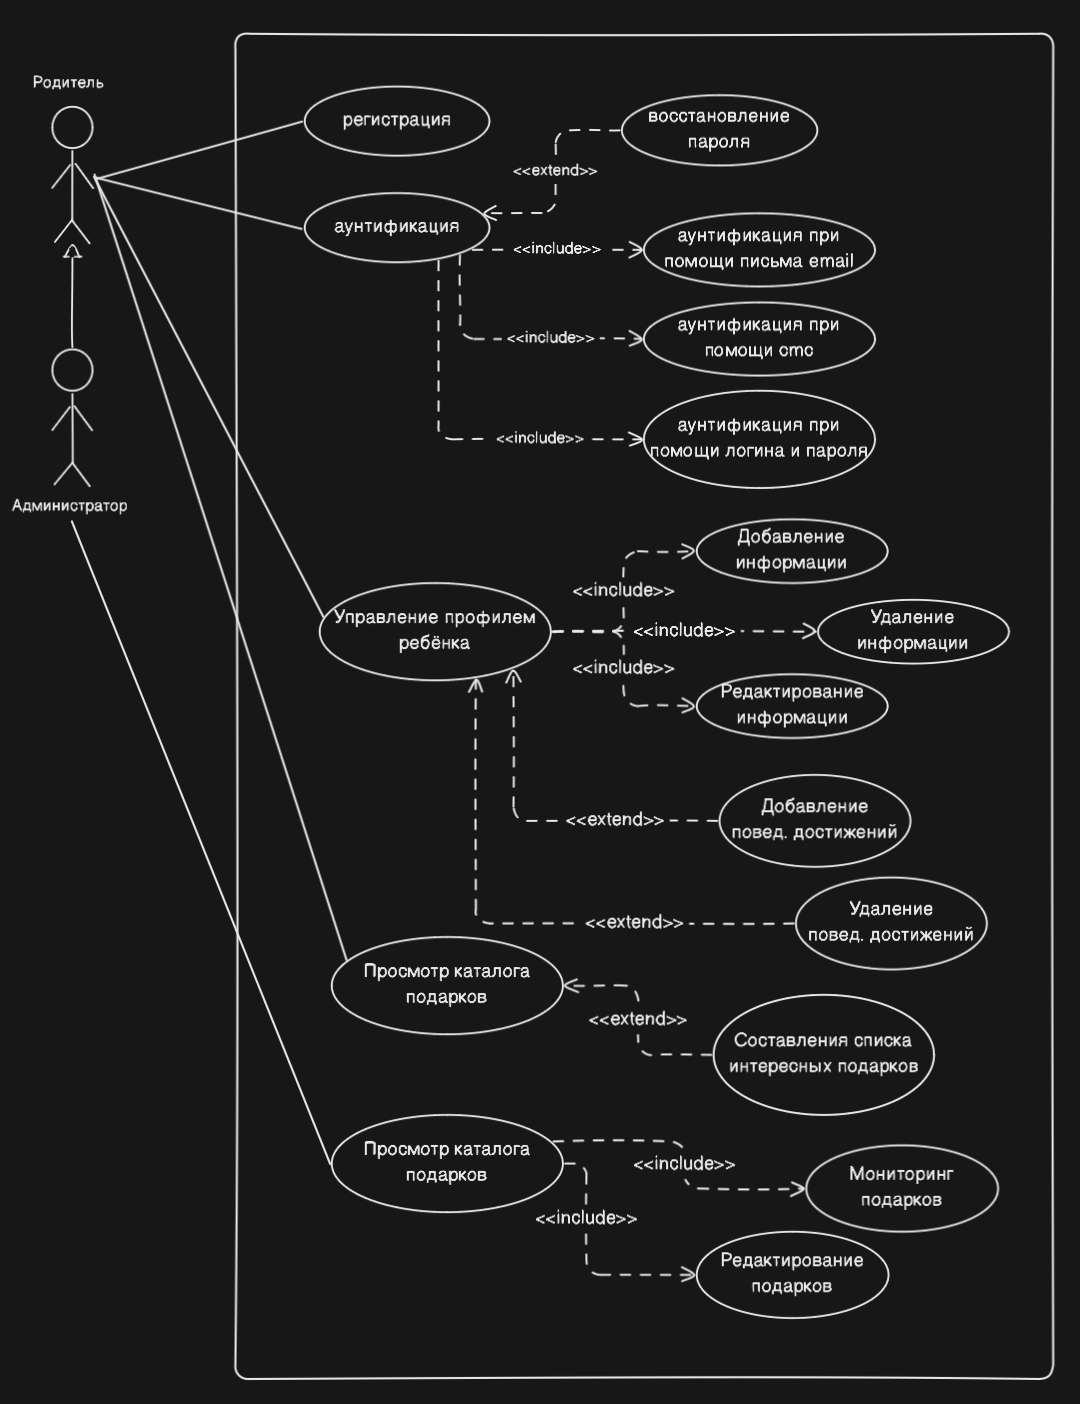 Родитель
регистрация
восстановление
пароля
<<extend>>
аунтификация
<<include>>
аунтификация при
помощи письма email
<<include>>
аунтификация при
помощи смс
<<include>>
аунтификация при
помощи логина и пароля
Администратор
Добавление
информации
<<include>>
Управление профилем
ребёнка
<<include>>
Удаление
информации
<<include>>
Редактирование
информации
<<extend>>
Добавление
повед. достижений
<<extend>>
Удаление
повед. достижений
Просмотр каталога
подарков
<<extend>>
Составления списка
интересных подарков
Просмотр каталога
подарков
<<include>>
Мониторинг
подарков
<<include>>
Редактирование
подарков